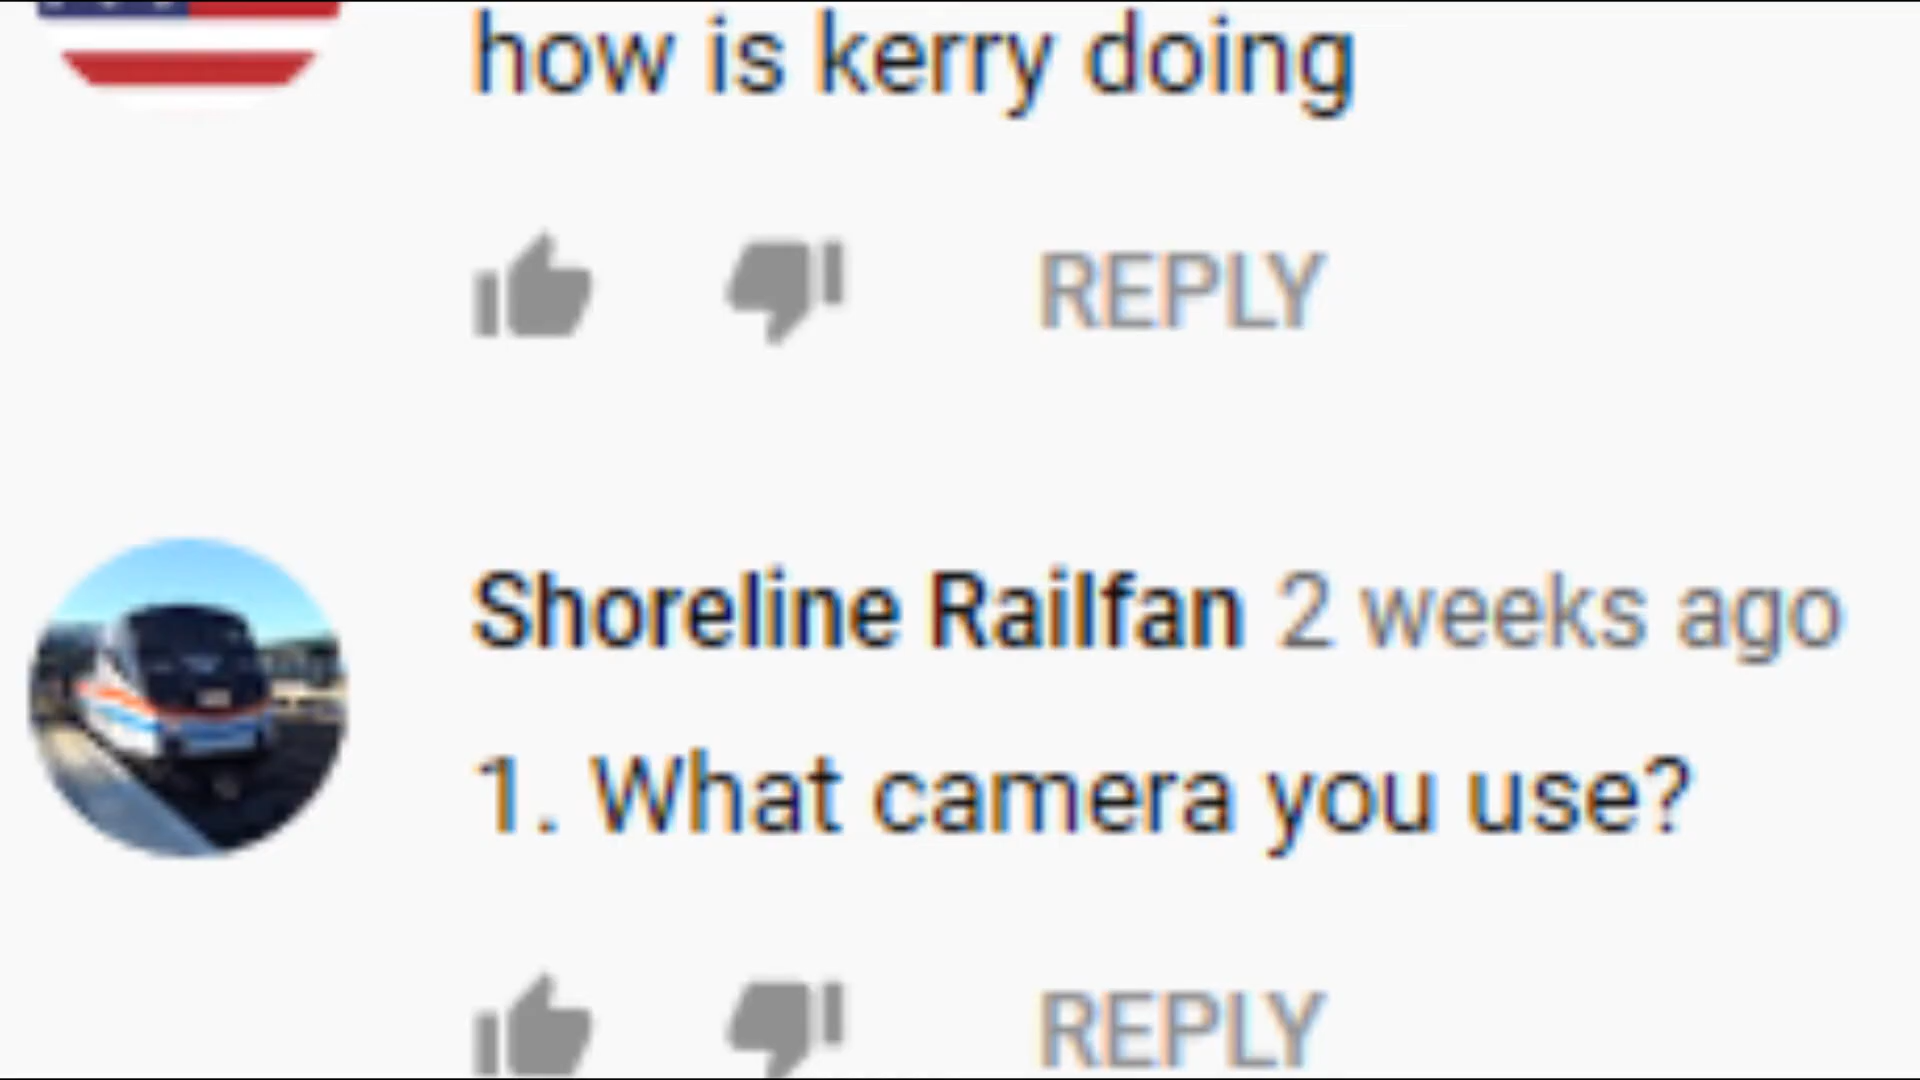 how is kerry doing
REPLY
Shoreline Railfan 2 weeks ago
1. What camera you use?
REPLY